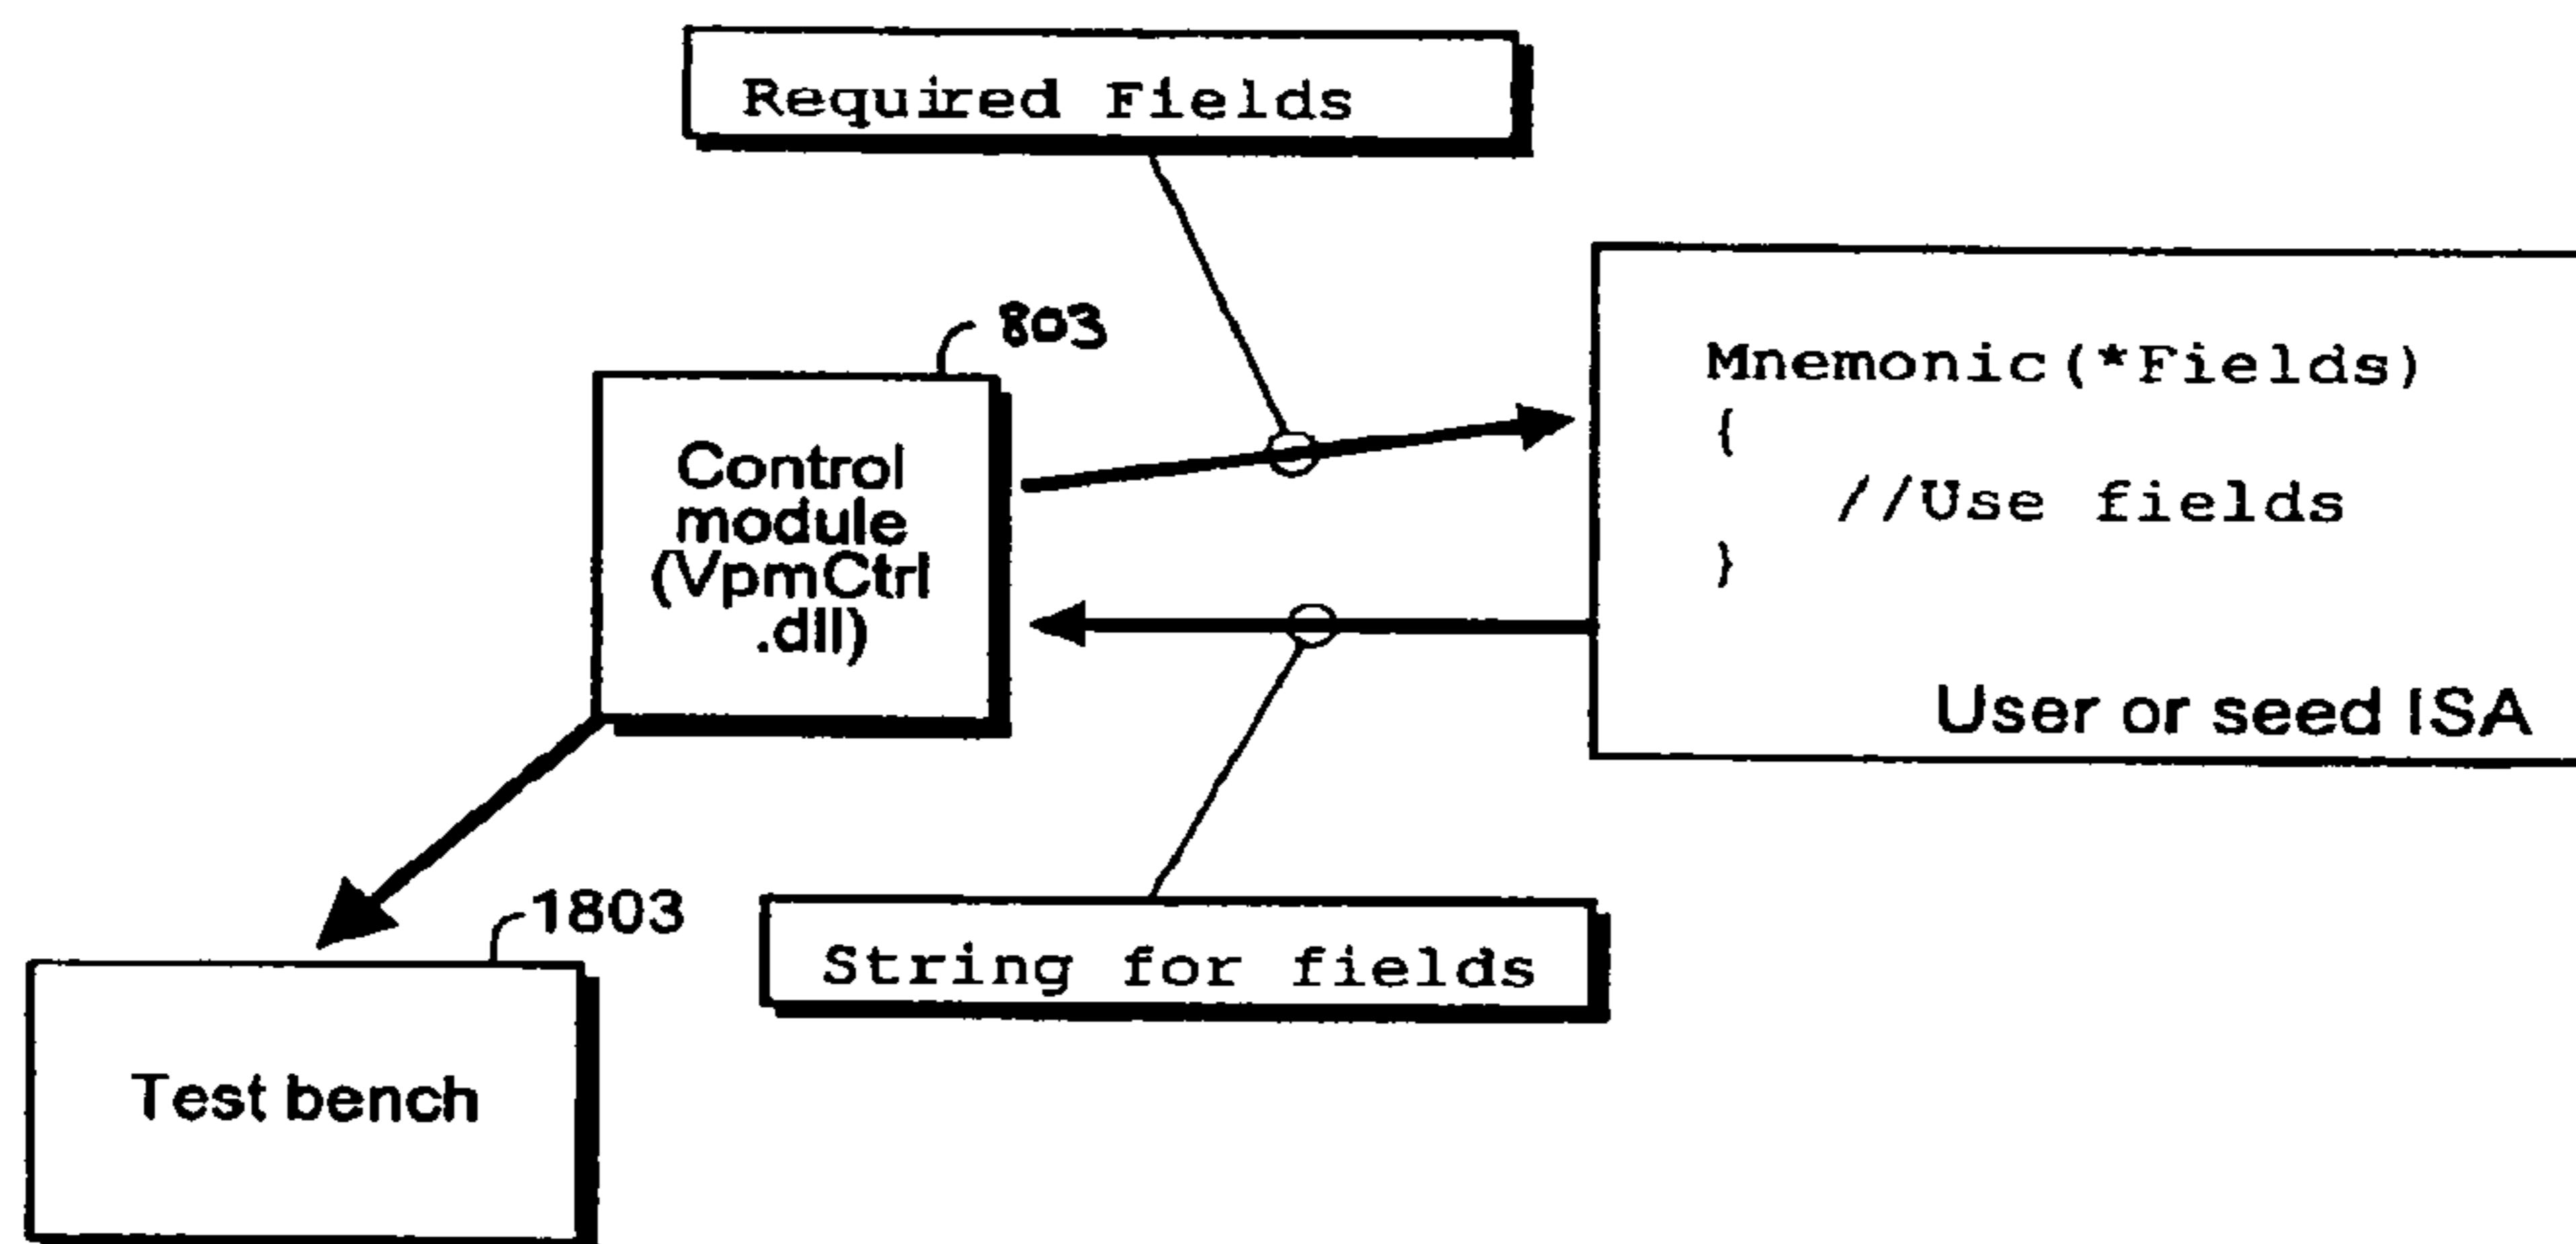 Required Fields
803
Control
module
(VpmCtrl
.dll)
Mnemonic(*Fields)
{
//Use fields
}
User or seed ISA
1803
String for fields
Test bench